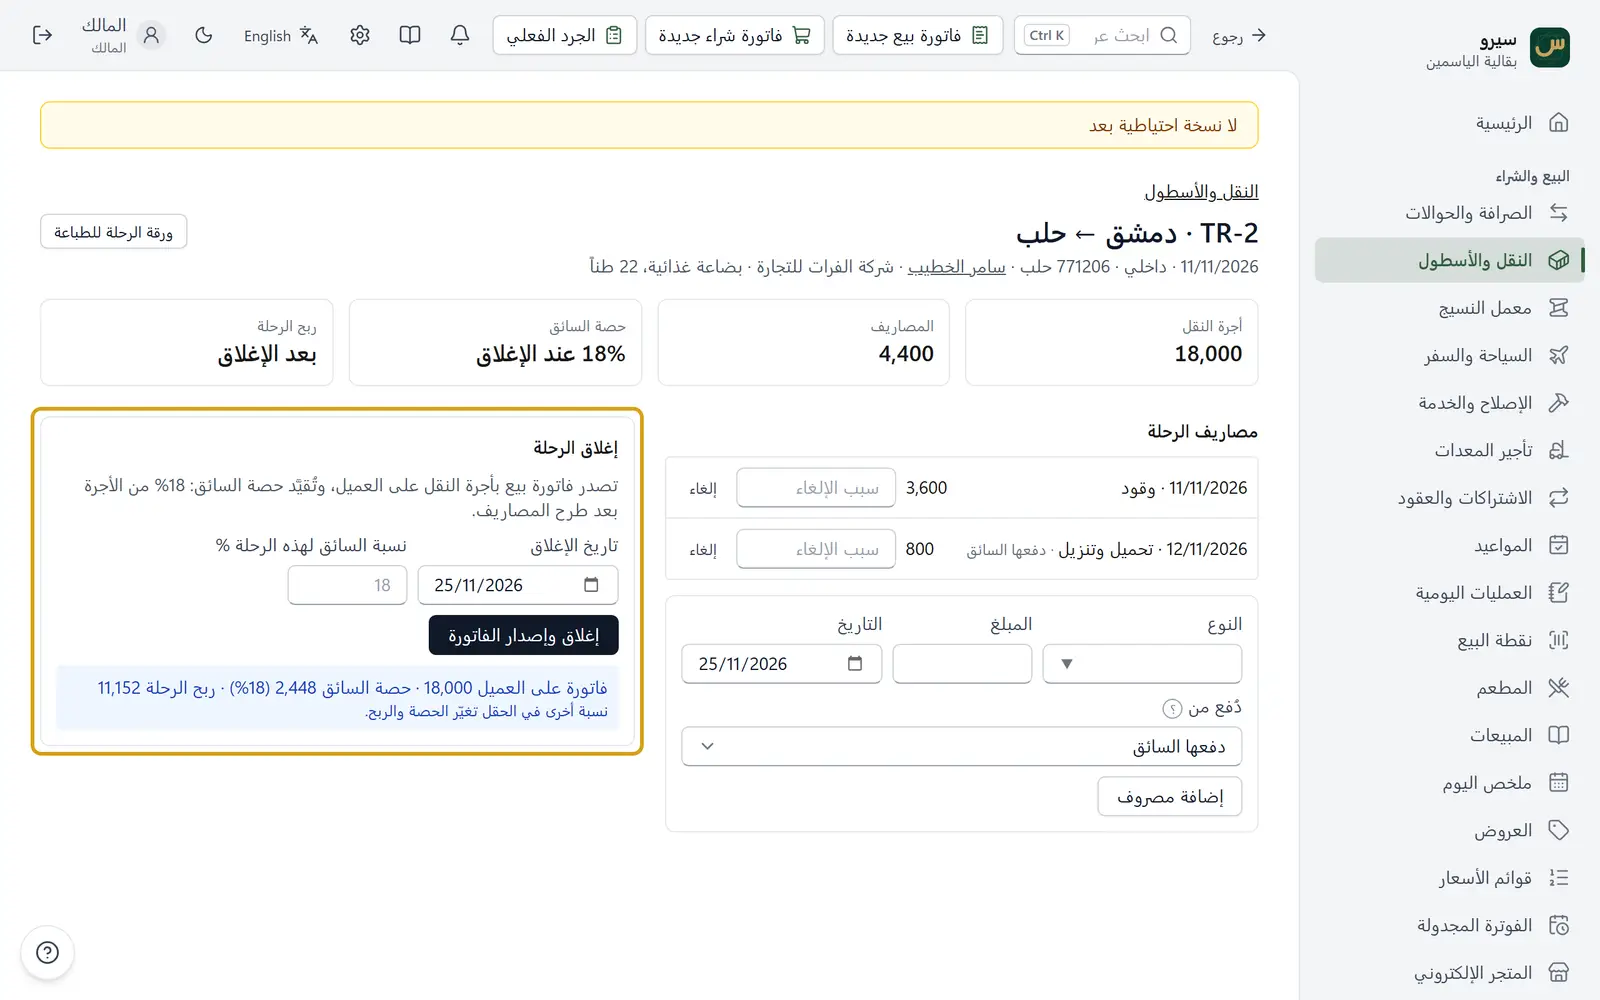 سيرو
بقالية الياسمين
رجوع
ابحث عر
Ctrl K
فاتورة بيع جديدة
فاتورة شراء جديدة
الجرد الفعلي
English
المالك
المالك
الرئيسية
البيع والشراء
الصرافة والحوالات
النقل والأسطول
معمل النسيج
السياحة والسفر
الإصلاح والخدمة
تأجير المعدات
الاشتراكات والعقود
المواعيد
العمليات اليومية
نقطة البيع
المطعم
المبيعات
ملخص اليوم
العروض
قوائم الأسعار
الفوترة المجدولة
المتجر الإلكتروني
لا نسخة احتياطية بعد
النقل والأسطول
TR-2 · دمشق ← حلب
11/11/2026 · داخلي · 771206 حلب · سامر الخطيب · شركة الفرات للتجارة · بضاعة غذائية، 22 طناً
ورقة الرحلة للطباعة
أجرة النقل
18,000
المصاريف
4,400
حصة السائق
18% عند الإغلاق
ربح الرحلة
بعد الإغلاق
مصاريف الرحلة
11/11/2026 · وقود
3,600
سبب الإلغاء
إلغاء
12/11/2026 · تحميل وتنزيل · دفعها السائق
800
سبب الإلغاء
إلغاء
النوع
المبلغ
التاريخ
25/11/2026
دُفع من ؟
دفعها السائق
إضافة مصروف
إغلاق الرحلة
تصدر فاتورة بيع بأجرة النقل على العميل، وتُقيَّد حصة السائق: 18% من الأجرة
بعد طرح المصاريف.
تاريخ الإغلاق
نسبة السائق لهذه الرحلة %
25/11/2026
18
إغلاق وإصدار الفاتورة
فاتورة على العميل 18,000 · حصة السائق 2,448 (18%) · ربح الرحلة 11,152
نسبة أخرى في الحقل تغيّر الحصة والربح.